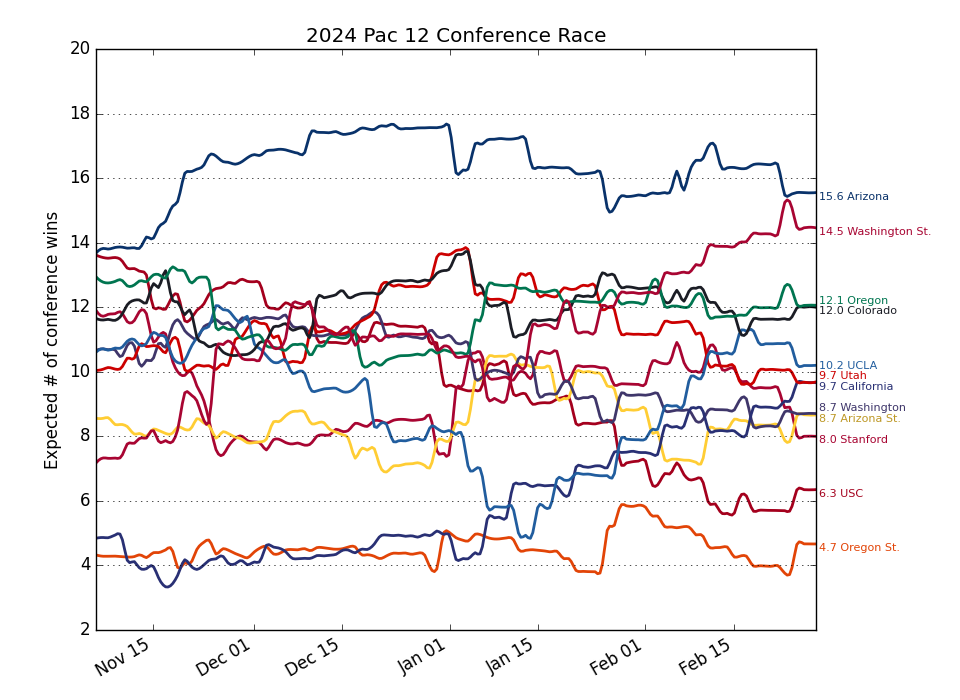 2024 Pac 12 Conference Race
Expected # of conference wins
20
18
16
14
12
10
8
6
4
2
15.6 Arizona
14.5 Washington St.
12.1 Oregon
12.0 Colorado
10.2 UCLA
9.7 Utah
9.7 California
8.7 Washington
8.7 Arizona St.
8.0 Stanford
6.3 USC
4.7 Oregon St.
Nov 15
Dec 01
Dec 15
Jan 01
Jan 15
Feb 01
Feb 15